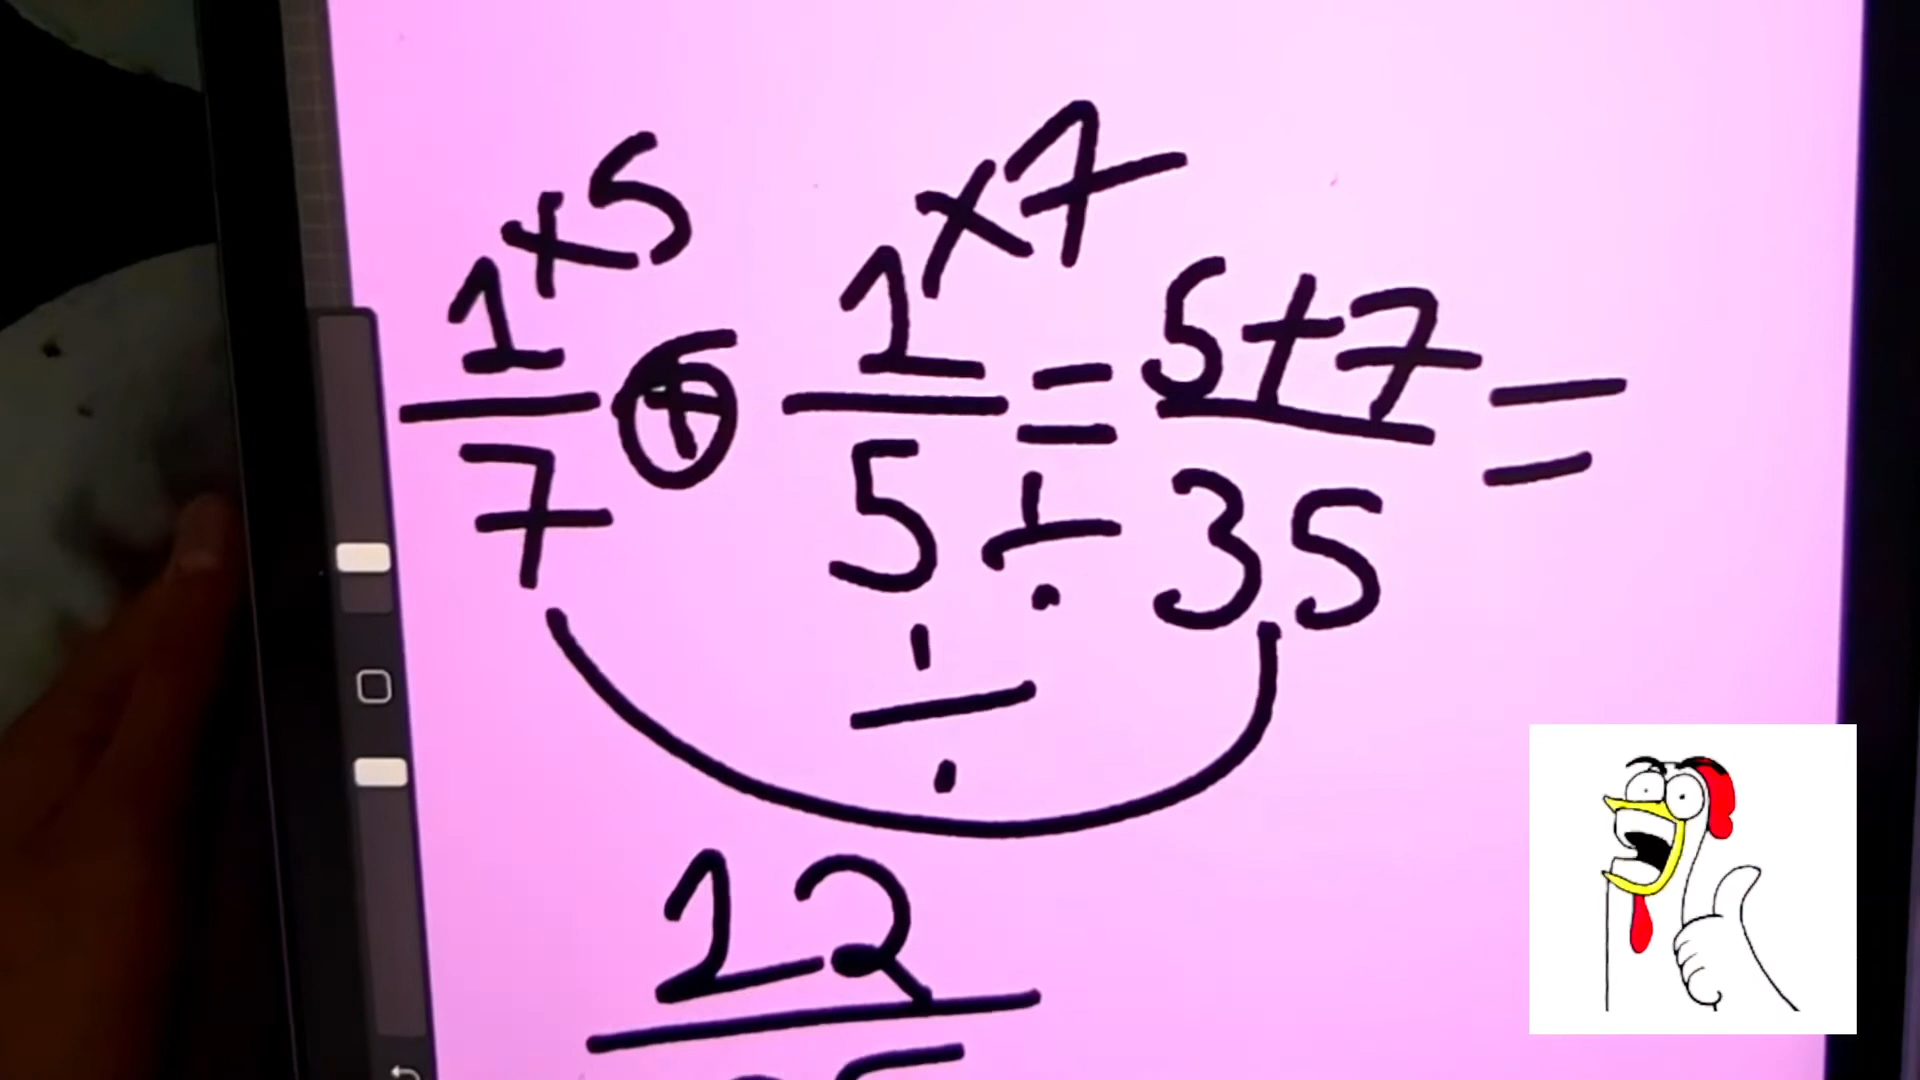 ×5 ×7
1/7 + 1/5 = 5+7/35 =
÷
÷
12